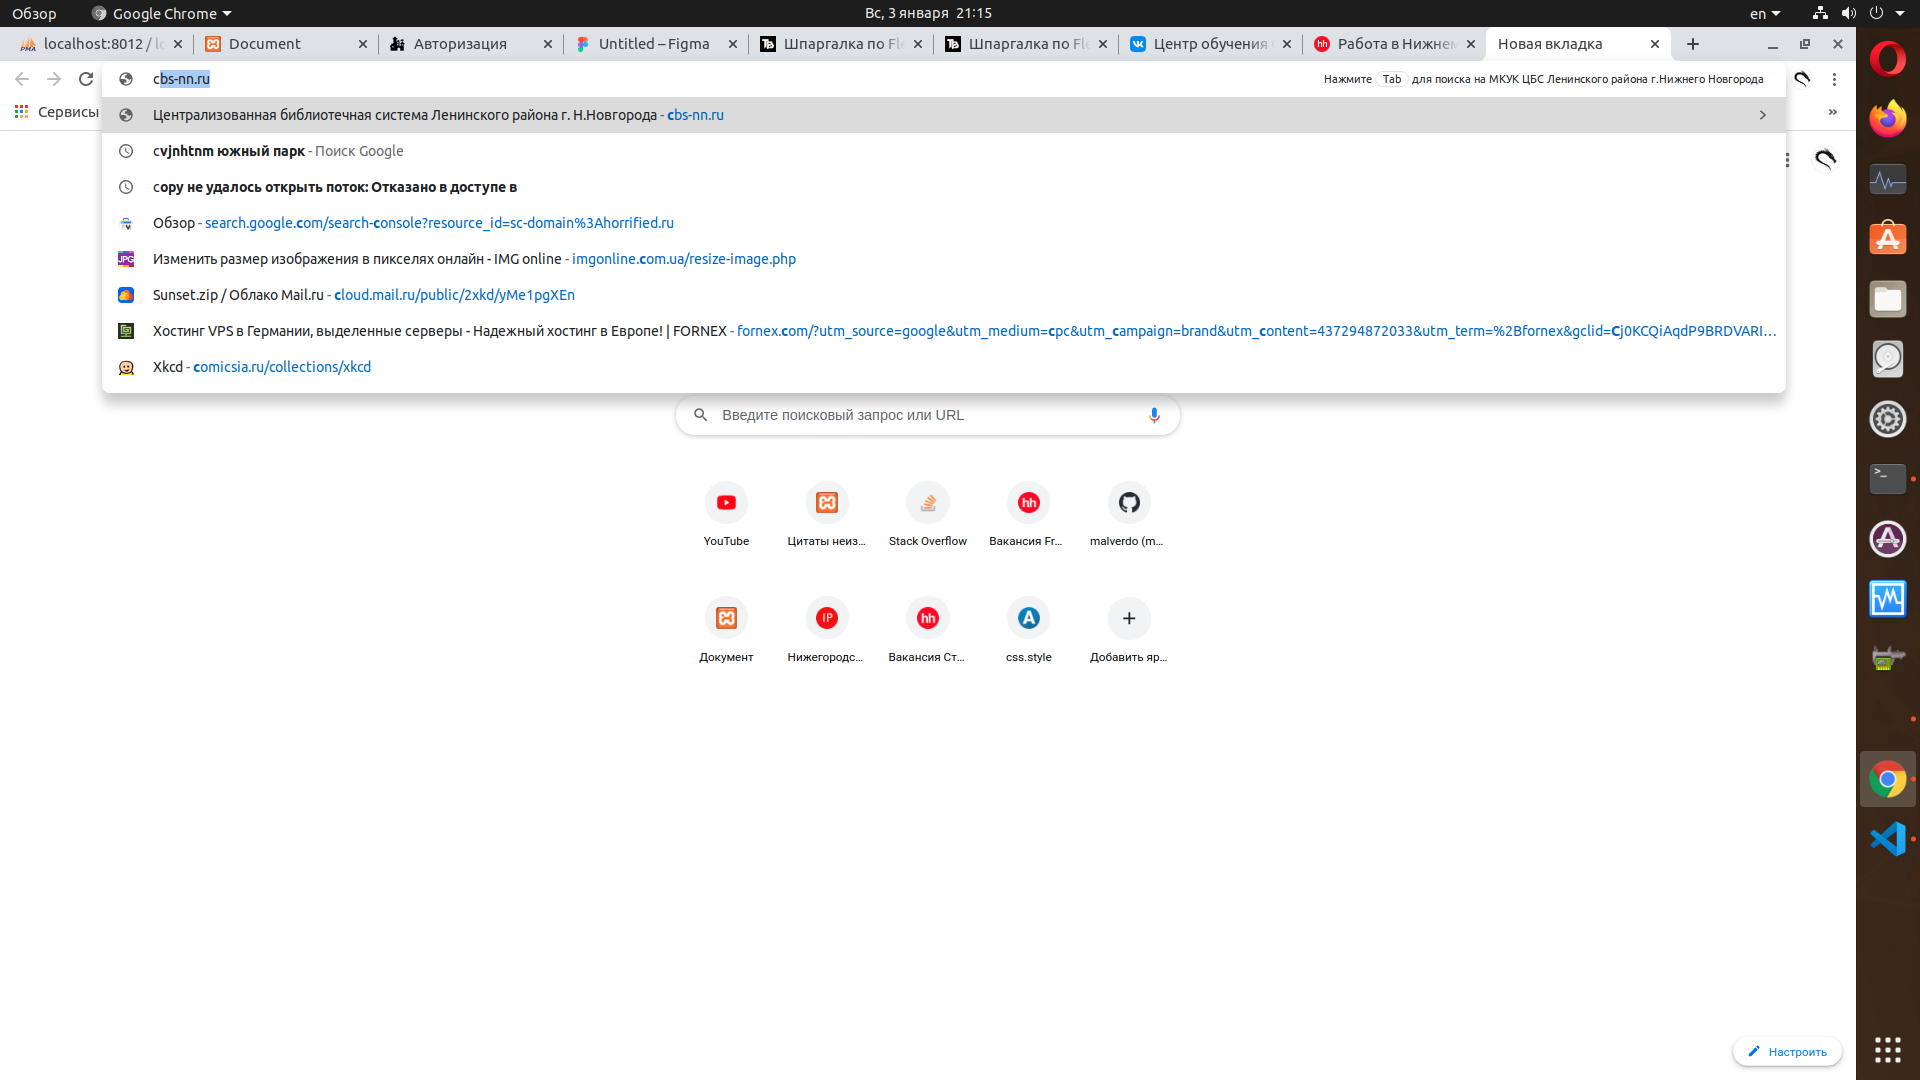 Обзор
Google Chrome
Вс, 3 января 21:15
en
localhost:8012 / lo
Document
Авторизация
Untitled – Figma
Шпаргалка по Fle
Шпаргалка по Fle
Центр обучения
Работа в Нижнем
Новая вкладка
cbs-nn.ru
Нажмите Tab для поиска на МКУК ЦБС Ленинского района г.Нижнего Новгорода
Сервисы
»
Централизованная библиотечная система Ленинского района г. Н.Новгорода - cbs-nn.ru
cvjnhtnm южный парк - Поиск Google
copy не удалось открыть поток: Отказано в доступе в
Обзор - search.google.com/search-console?resource_id=sc-domain%3Ahorrified.ru
JPG
Изменить размер изображения в пикселях онлайн - IMG online - imgonline.com.ua/resize-image.php
Sunset.zip / Облако Mail.ru - cloud.mail.ru/public/2xkd/yMe1pgXEn
Хостинг VPS в Германии, выделенные серверы - Надежный хостинг в Европе! | FORNEX - fornex.com/?utm_source=google&utm_medium=cpc&utm_campaign=brand&utm_content=437294872033&utm_term=%2Bfornex&gclid=Cj0KCQiAqdP9BRDVARI...
Xkcd - comicsia.ru/collections/xkcd
Введите поисковый запрос или URL
YouTube
Цитаты неиз...
Stack Overflow
Вакансия Fr...
malverdo (m...
Документ
Нижегородс...
Вакансия Ст...
css.style
Добавить яр...
Настроить